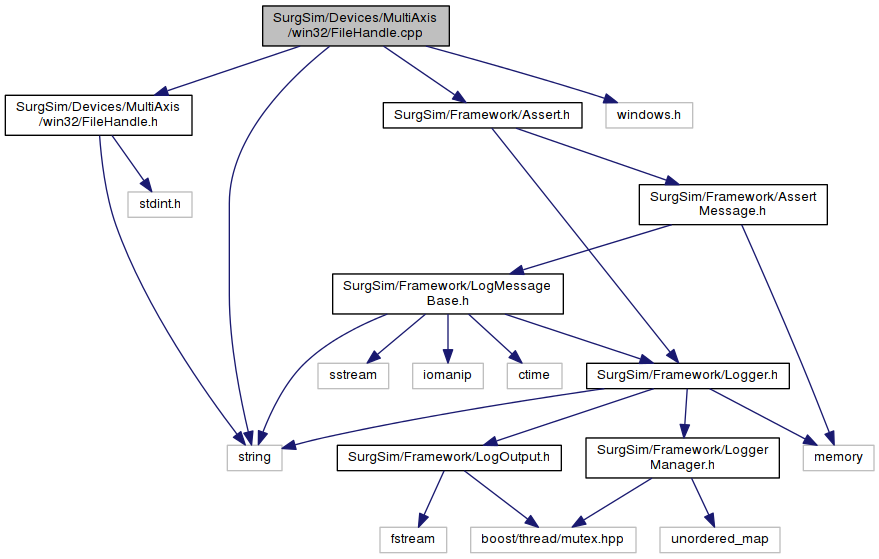 SurgSim/Devices/MultiAxis
/win32/FileHandle.cpp
SurgSim/Devices/MultiAxis
/win32/FileHandle.h
SurgSim/Framework/Assert.h
windows.h
stdint.h
SurgSim/Framework/Assert
Message.h
SurgSim/Framework/LogMessage
Base.h
sstream
iomanip
ctime
SurgSim/Framework/Logger.h
string
SurgSim/Framework/LogOutput.h
SurgSim/Framework/Logger
Manager.h
memory
fstream
boost/thread/mutex.hpp
unordered_map